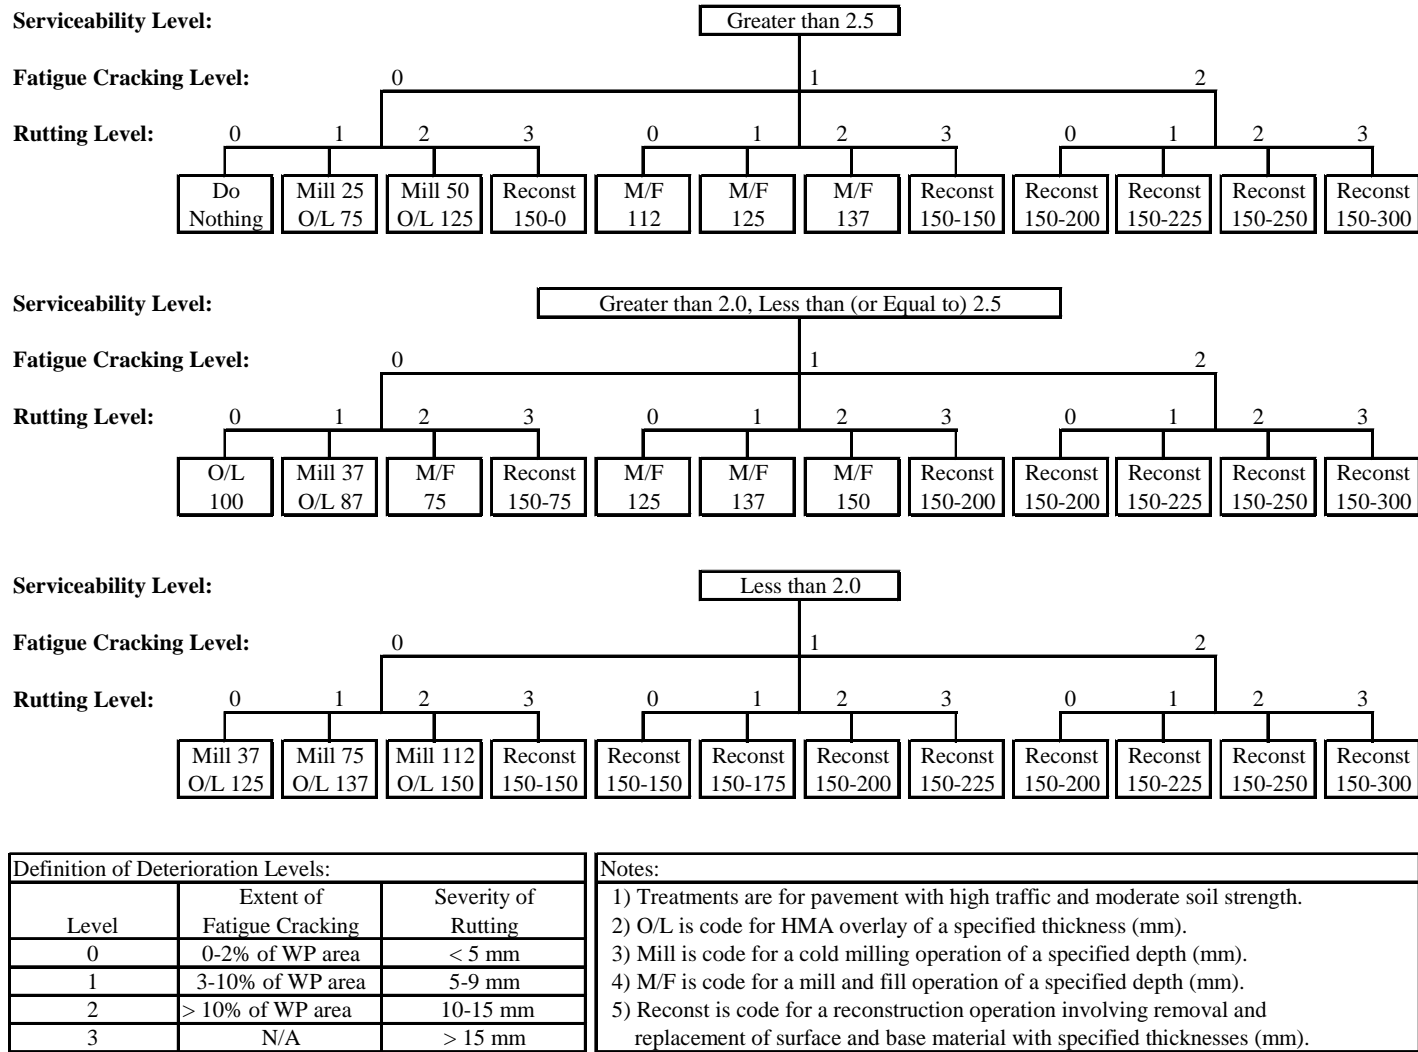 Serviceability Level: Greater than 2.5
Fatigue Cracking Level: 0 1 2
Rutting Level: 0 1 2 3 0 1 2 3 0 1 2 3
Do Mill 25 Mill 50 Reconst M/F M/F M/F Reconst Reconst Reconst Reconst Reconst
Nothing O/L 75 O/L 125 150-0 112 125 137 150-150 150-200 150-225 150-250 150-300
Serviceability Level: Greater than 2.0, Less than (or Equal to) 2.5
Fatigue Cracking Level: 0 1 2
Rutting Level: 0 1 2 3 0 1 2 3 0 1 2 3
O/L Mill 37 M/F Reconst M/F M/F M/F Reconst Reconst Reconst Reconst Reconst
100 O/L 87 75 150-75 125 137 150 150-200 150-200 150-225 150-250 150-300
Serviceability Level: Less than 2.0
Fatigue Cracking Level: 0 1 2
Rutting Level: 0 1 2 3 0 1 2 3 0 1 2 3
Mill 37 Mill 75 Mill 112 Reconst Reconst Reconst Reconst Reconst Reconst Reconst Reconst Reconst
O/L 125 O/L 137 O/L 150 150-150 150-150 150-175 150-200 150-225 150-200 150-225 150-250 150-300
Definition of Deterioration Levels:
Extent of Severity of
Level Fatigue Cracking Rutting
0 0-2% of WP area < 5 mm
1 3-10% of WP area 5-9 mm
2 > 10% of WP area 10-15 mm
3 N/A > 15 mm
Notes:
1) Treatments are for pavement with high traffic and moderate soil strength.
2) O/L is code for HMA overlay of a specified thickness (mm).
3) Mill is code for a cold milling operation of a specified depth (mm).
4) M/F is code for a mill and fill operation of a specified depth (mm).
5) Reconst is code for a reconstruction operation involving removal and
replacement of surface and base material with specified thicknesses (mm).